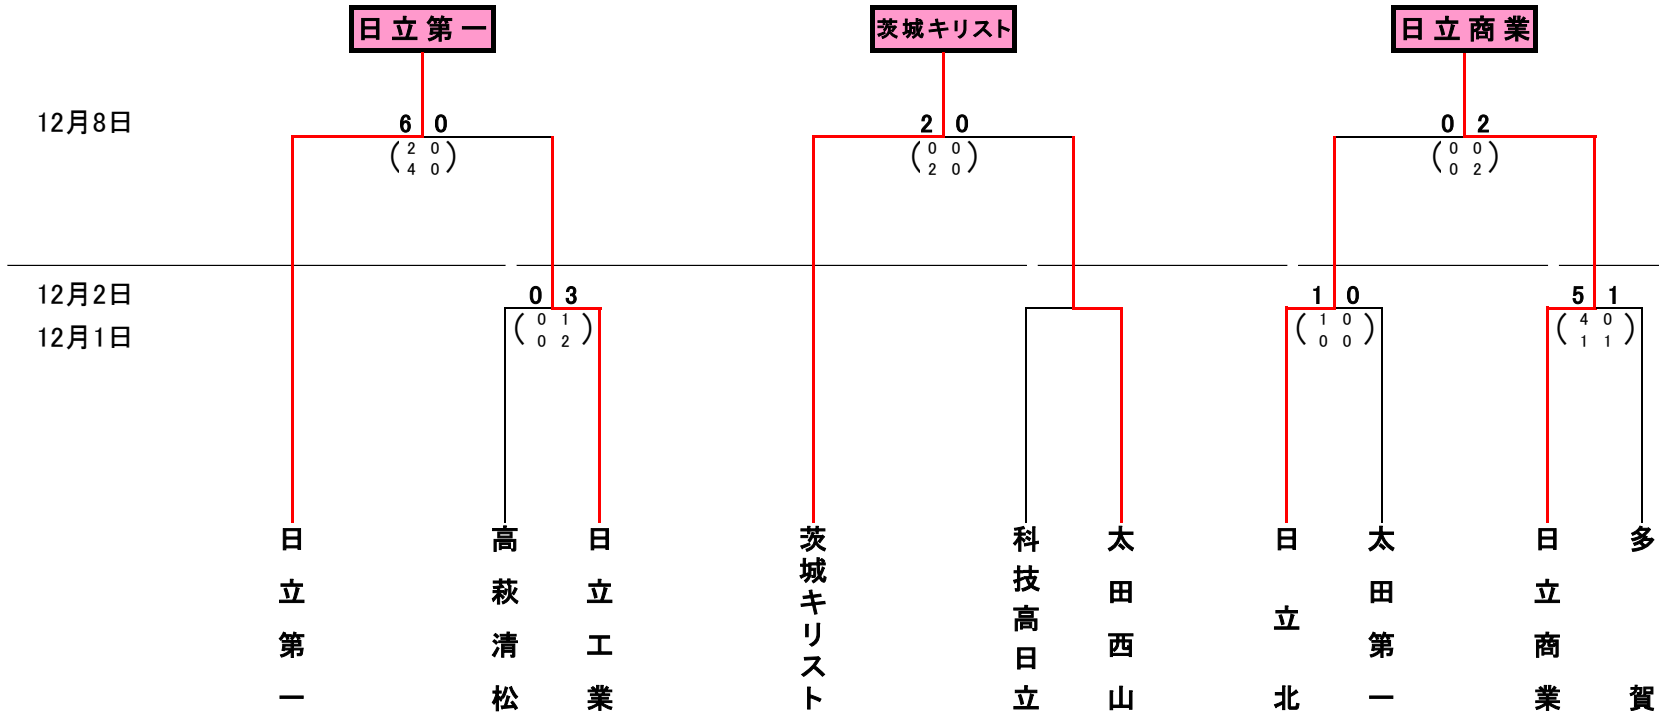 日立第一 茨城キリスト 日立商業
12月8日 6 0 2 0 0 2
(2 0) (0 0) (0 0)
(4 0) (2 0) (0 2)
12月2日 0 3 1 0 5 1
12月1日 (0 1) (1 0) (4 0)
(0 2) (0 0) (1 1)
日立第一
高萩清松
日立工業
茨城キリスト
科技高日立
太田西山
日立北
太田第一
日立商業
多賀